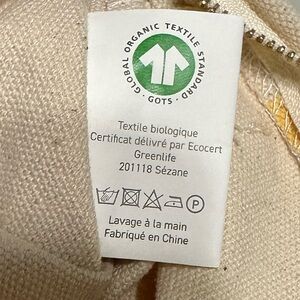 GLOBAL ORGANIC TEXTILE STANDARD
· GOTS ·
Textile biologique
Certificat délivré par Ecocert
Greenlife
201118 Sézane
P
Lavage à la main
Fabriqué en Chine